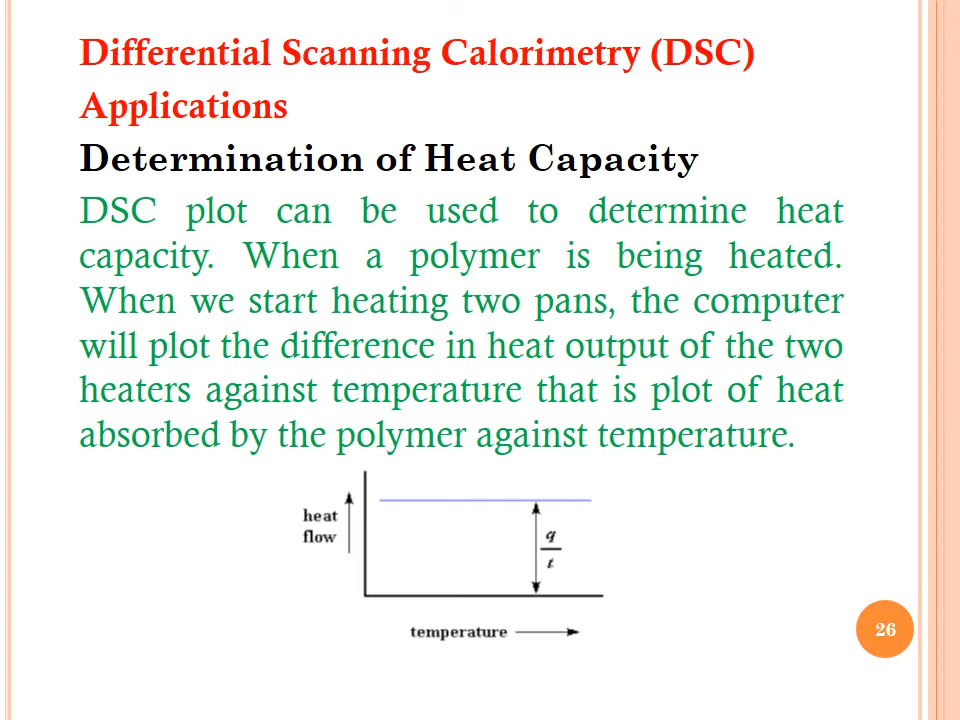 Differential Scanning Calorimetry (DSC)
Applications
Determination of Heat Capacity
DSC plot can be used to determine heat
capacity. When a polymer is being heated.
When we start heating two pans, the computer
will plot the difference in heat output of the two
heaters against temperature that is plot of heat
absorbed by the polymer against temperature.
heat
flow
q
t
temperature
26